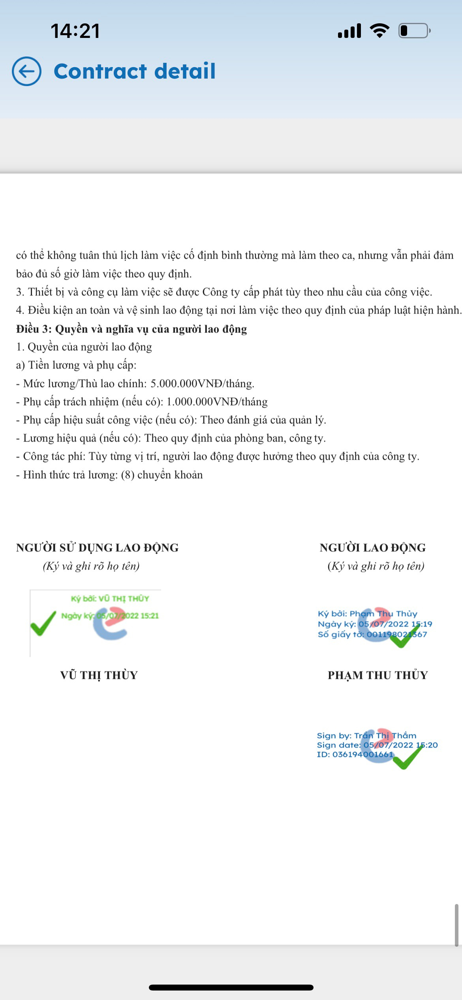 14:21
Contract detail
có thể không tuân thủ lịch làm việc cố định bình thường mà làm theo ca, nhưng vẫn phải đảm
bảo đủ số giờ làm việc theo quy định.
3. Thiết bị và công cụ làm việc sẽ được Công ty cấp phát tùy theo nhu cầu của công việc.
4. Điều kiện an toàn và vệ sinh lao động tại nơi làm việc theo quy định của pháp luật hiện hành.
Điều 3: Quyền và nghĩa vụ của người lao động
1. Quyền của người lao động
a) Tiền lương và phụ cấp:
- Mức lương/Thù lao chính: 5.000.000VNĐ/tháng.
- Phụ cấp trách nhiệm (nếu có): 1.000.000VNĐ/tháng
- Phụ cấp hiệu suất công việc (nếu có): Theo đánh giá của quản lý.
- Lương hiệu quả (nếu có): Theo quy định của phòng ban, công ty.
- Công tác phí: Tùy từng vị trí, người lao động được hưởng theo quy định của công ty.
- Hình thức trả lương: (8) chuyển khoản
NGƯỜI SỬ DỤNG LAO ĐỘNG
(Ký và ghi rõ họ tên)
Ký bởi: VŨ THỊ THÙY
Ngày ký: 05/07/2022 15:21
VŨ THỊ THÙY
NGƯỜI LAO ĐỘNG
(Ký và ghi rõ họ tên)
Ký bởi: Phạm Thu Thủy
Ngày ký: 05/07/2022 15:19
Số giấy tờ: 001198021367
PHẠM THU THỦY
Sign by: Trần Thị Thắm
Sign date: 05/07/2022 15:20
ID: 036194001661